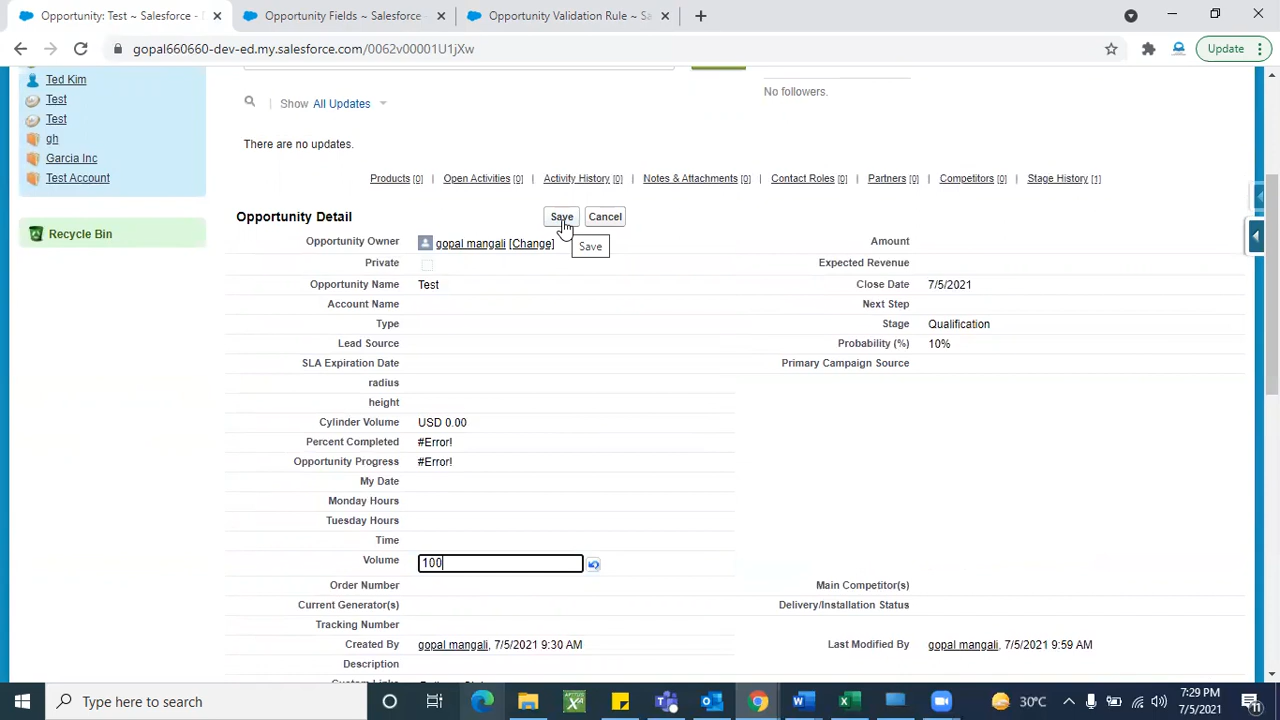 Opportunity: Test ~ Salesforce -
Opportunity Fields ~ Salesforce
Opportunity Validation Rule ~ Sa
gopal660660-dev-ed.my.salesforce.com/0062v00001U1jXw
Update
Ted Kim
Test
Test
gh
Garcia Inc
Test Account
Recycle Bin
No followers.
Show All Updates
There are no updates.
Products [0] | Open Activities [0] | Activity History [0] | Notes & Attachments [0] | Contact Roles [0] | Partners [0] | Competitors [0] | Stage History [1]
Opportunity Detail
Save Cancel
Save
Opportunity Owner gopal mangali [Change]
Amount
Private
Expected Revenue
Opportunity Name Test
Close Date 7/5/2021
Account Name
Next Step
Type
Stage Qualification
Lead Source
Probability (%) 10%
SLA Expiration Date
Primary Campaign Source
radius
height
Cylinder Volume USD 0.00
Percent Completed #Error!
Opportunity Progress #Error!
My Date
Monday Hours
Tuesday Hours
Time
Volume 100
Order Number
Main Competitor(s)
Current Generator(s)
Delivery/Installation Status
Tracking Number
Created By gopal mangali, 7/5/2021 9:30 AM
Last Modified By gopal mangali, 7/5/2021 9:59 AM
Description
Type here to search
30°C
7:29 PM
7/5/2021